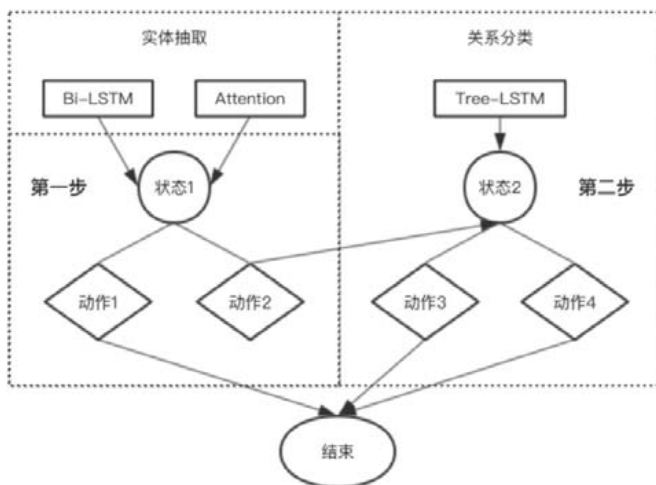 实体抽取
关系分类
Bi-LSTM
Attention
Tree-LSTM
第一步
状态1
状态2
第二步
动作1
动作2
动作3
动作4
结束